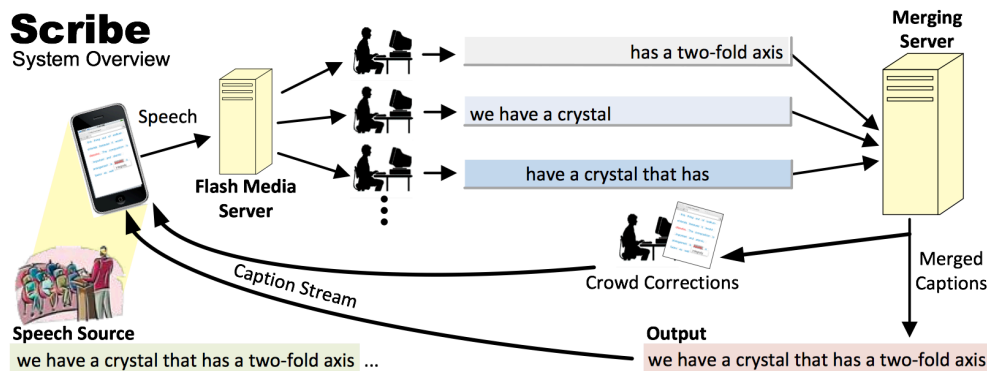 Scribe
System Overview
Speech
Flash Media
Server
has a two-fold axis
we have a crystal
have a crystal that has
Merging
Server
Crowd Corrections
Merged
Captions
Caption Stream
Speech Source
we have a crystal that has a two-fold axis ...
Output
we have a crystal that has a two-fold axis